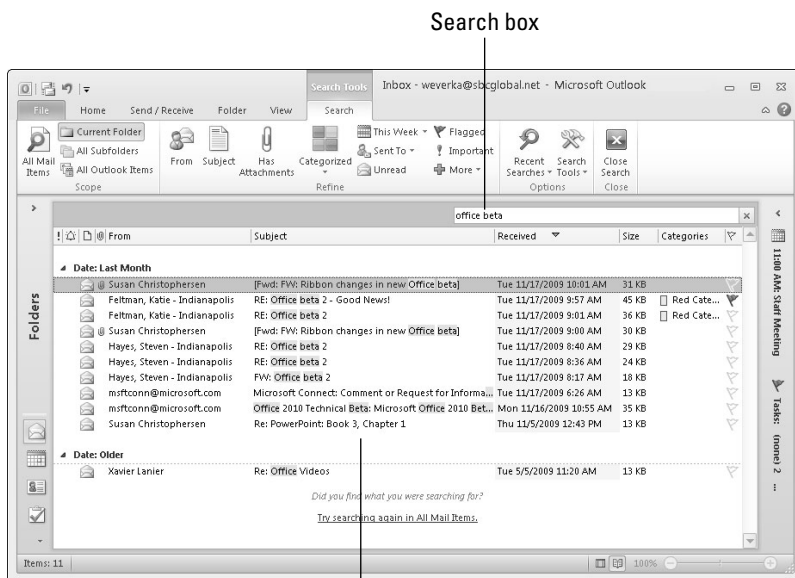 Search box
Search Tools
Inbox - weverka@sbcglobal.net - Microsoft Outlook
File Home Send / Receive Folder View Search
All Mail Items
Current Folder
All Subfolders
All Outlook Items
Scope
From
Subject
Has Attachments
Categorized
This Week
Sent To
Unread
Flagged
Important
More
Refine
Recent Searches
Search Tools
Options
Close Search
Close
office beta
From Subject Received Size Categories
Date: Last Month
Susan Christophersen [Fwd: FW: Ribbon changes in new Office beta] Tue 11/17/2009 10:01 AM 31 KB
Feltman, Katie - Indianapolis RE: Office beta 2 - Good News! Tue 11/17/2009 9:57 AM 45 KB Red Cate...
Feltman, Katie - Indianapolis RE: Office beta 2 Tue 11/17/2009 9:01 AM 36 KB Red Cate...
Susan Christophersen [Fwd: FW: Ribbon changes in new Office beta] Tue 11/17/2009 9:00 AM 30 KB
Hayes, Steven - Indianapolis RE: Office beta 2 Tue 11/17/2009 8:40 AM 29 KB
Hayes, Steven - Indianapolis RE: Office beta 2 Tue 11/17/2009 8:36 AM 24 KB
Hayes, Steven - Indianapolis FW: Office beta 2 Tue 11/17/2009 8:17 AM 18 KB
msftconn@microsoft.com Microsoft Connect: Comment or Request for Informa... Tue 11/17/2009 6:26 AM 13 KB
msftconn@microsoft.com Office 2010 Technical Beta: Microsoft Office 2010 Bet... Mon 11/16/2009 10:55 AM 35 KB
Susan Christophersen Re: PowerPoint: Book 3, Chapter 1 Thu 11/5/2009 12:43 PM 13 KB
Date: Older
Xavier Lanier Re: Office Videos Tue 5/5/2009 11:20 AM 13 KB
Did you find what you were searching for?
Try searching again in All Mail Items.
Folders
11:00 AM: Staff Meeting
Tasks: (none) 2
Items: 11
100%